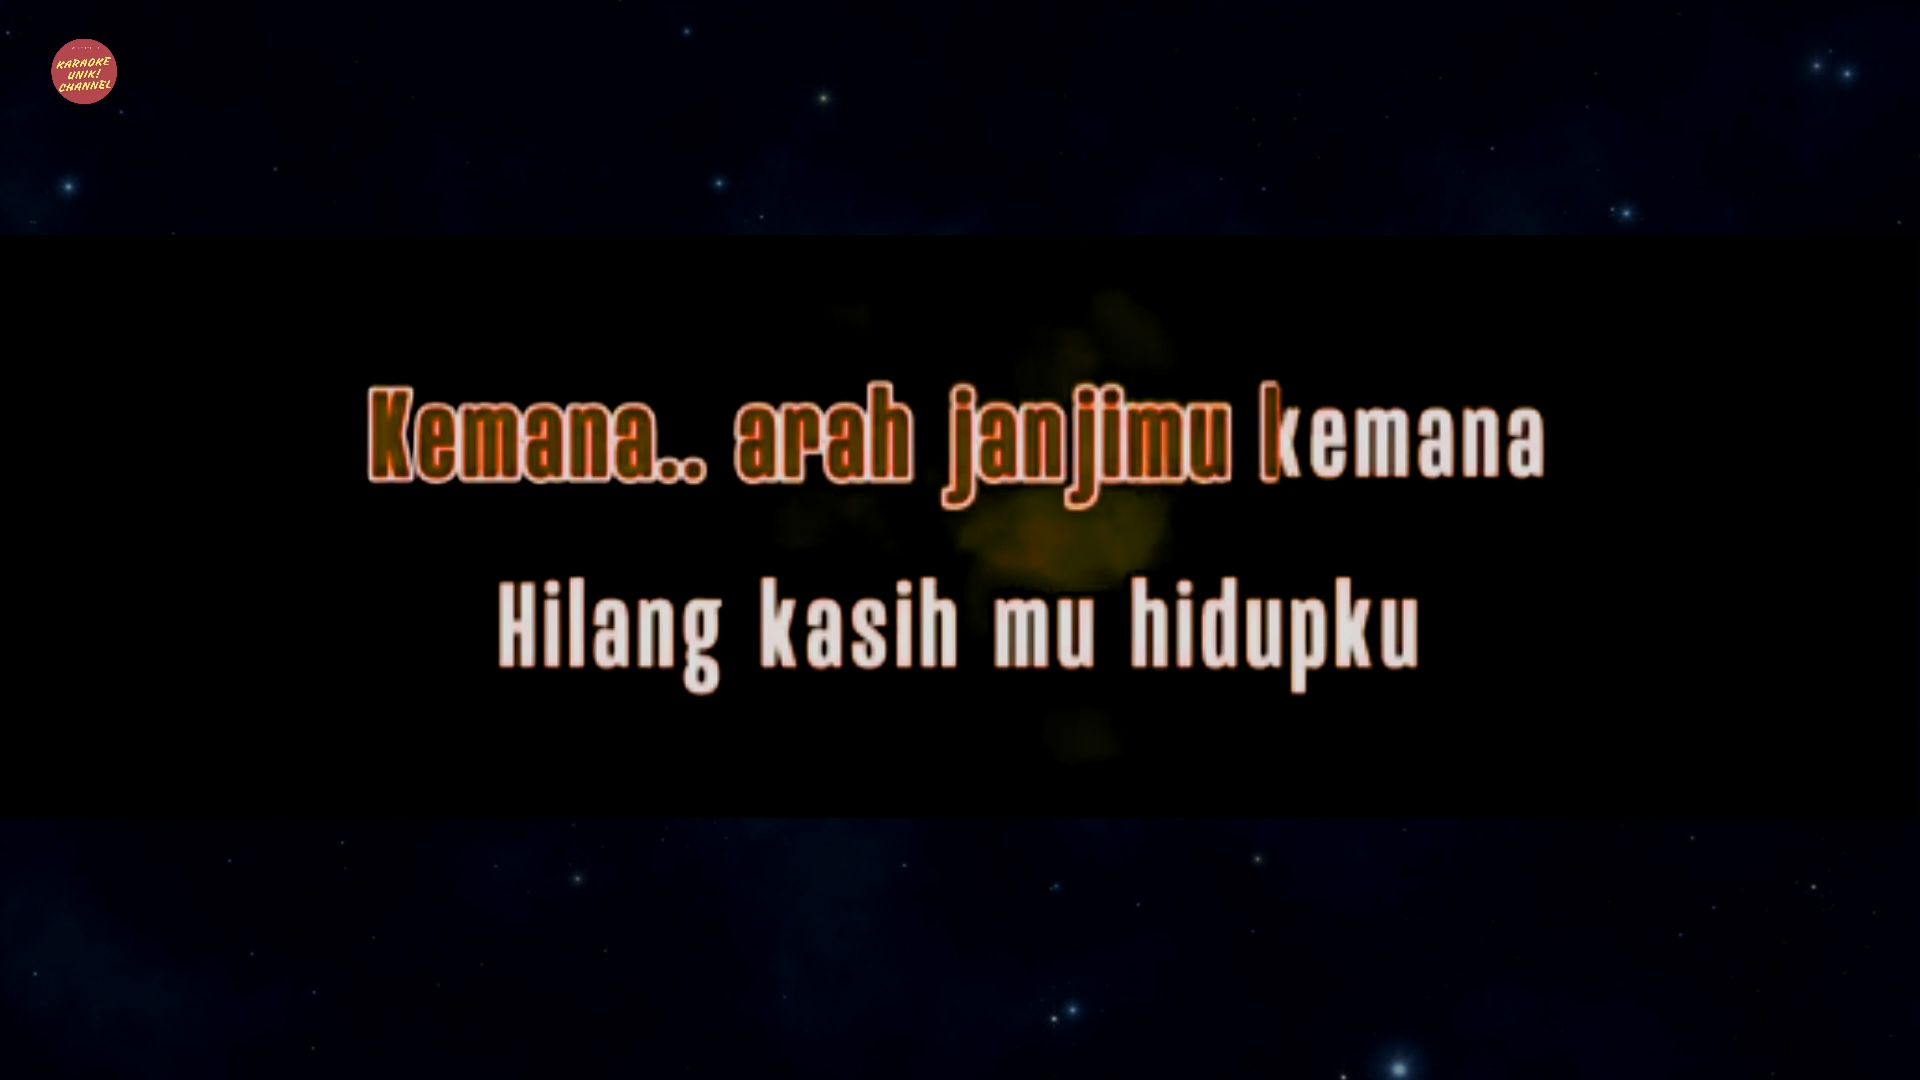 KARAOKE
UNIK!
CHANNEL
Kemana.. arah janjimu kemana
Hilang kasih mu hidupku